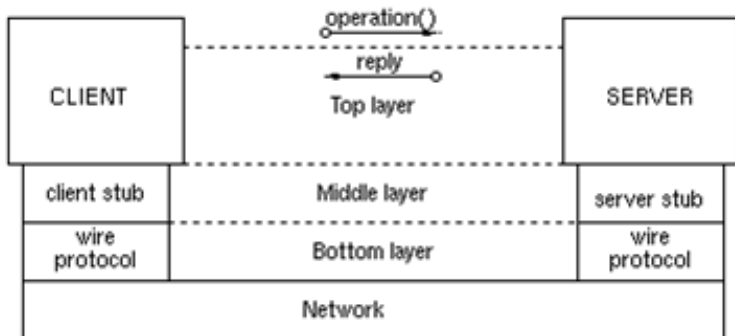 operation()
reply
CLIENT
Top layer
SERVER
client stub
Middle layer
server stub
wire
protocol
Bottom layer
wire
protocol
Network